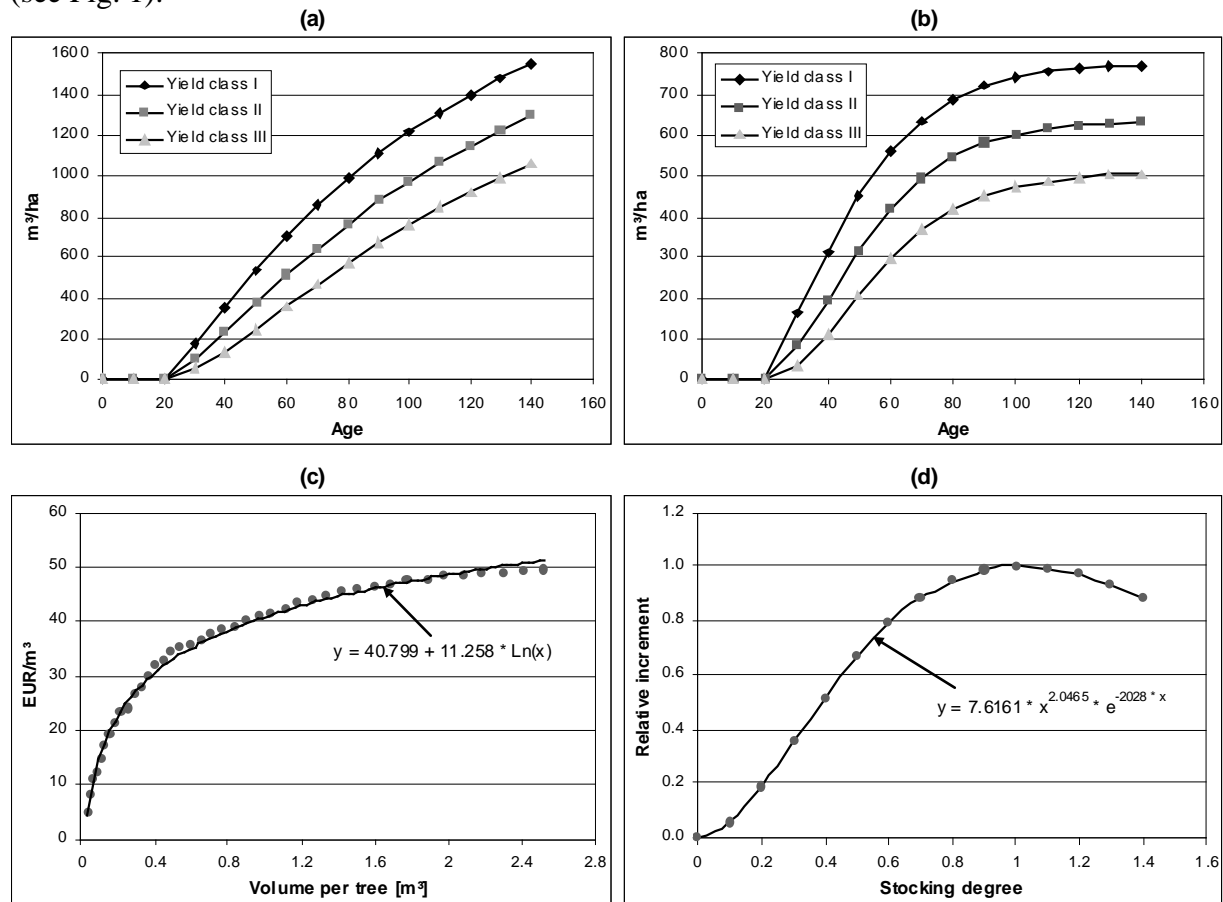 (see Fig. 1).
(a)
1600
1400
1200
1000
800
600
400
200
0
m³/ha
0 20 40 60 80 100 120 140 160
Age
Yield class I
Yield class II
Yield class III
(b)
800
700
600
500
400
300
200
100
0
m³/ha
0 20 40 60 80 100 120 140 160
Age
Yield class I
Yield class II
Yield class III
(c)
60
50
40
30
20
10
0
EUR/m³
y = 40.799 + 11.258 * Ln(x)
0 0.4 0.8 1.2 1.6 2 2.4 2.8
Volume per tree [m³]
(d)
1.2
1.0
0.8
0.6
0.4
0.2
0.0
Relative increment
y = 7.6161 * x^2.0465 * e^-2028 * x
0 0.2 0.4 0.6 0.8 1 1.2 1.4 1.6
Stocking degree